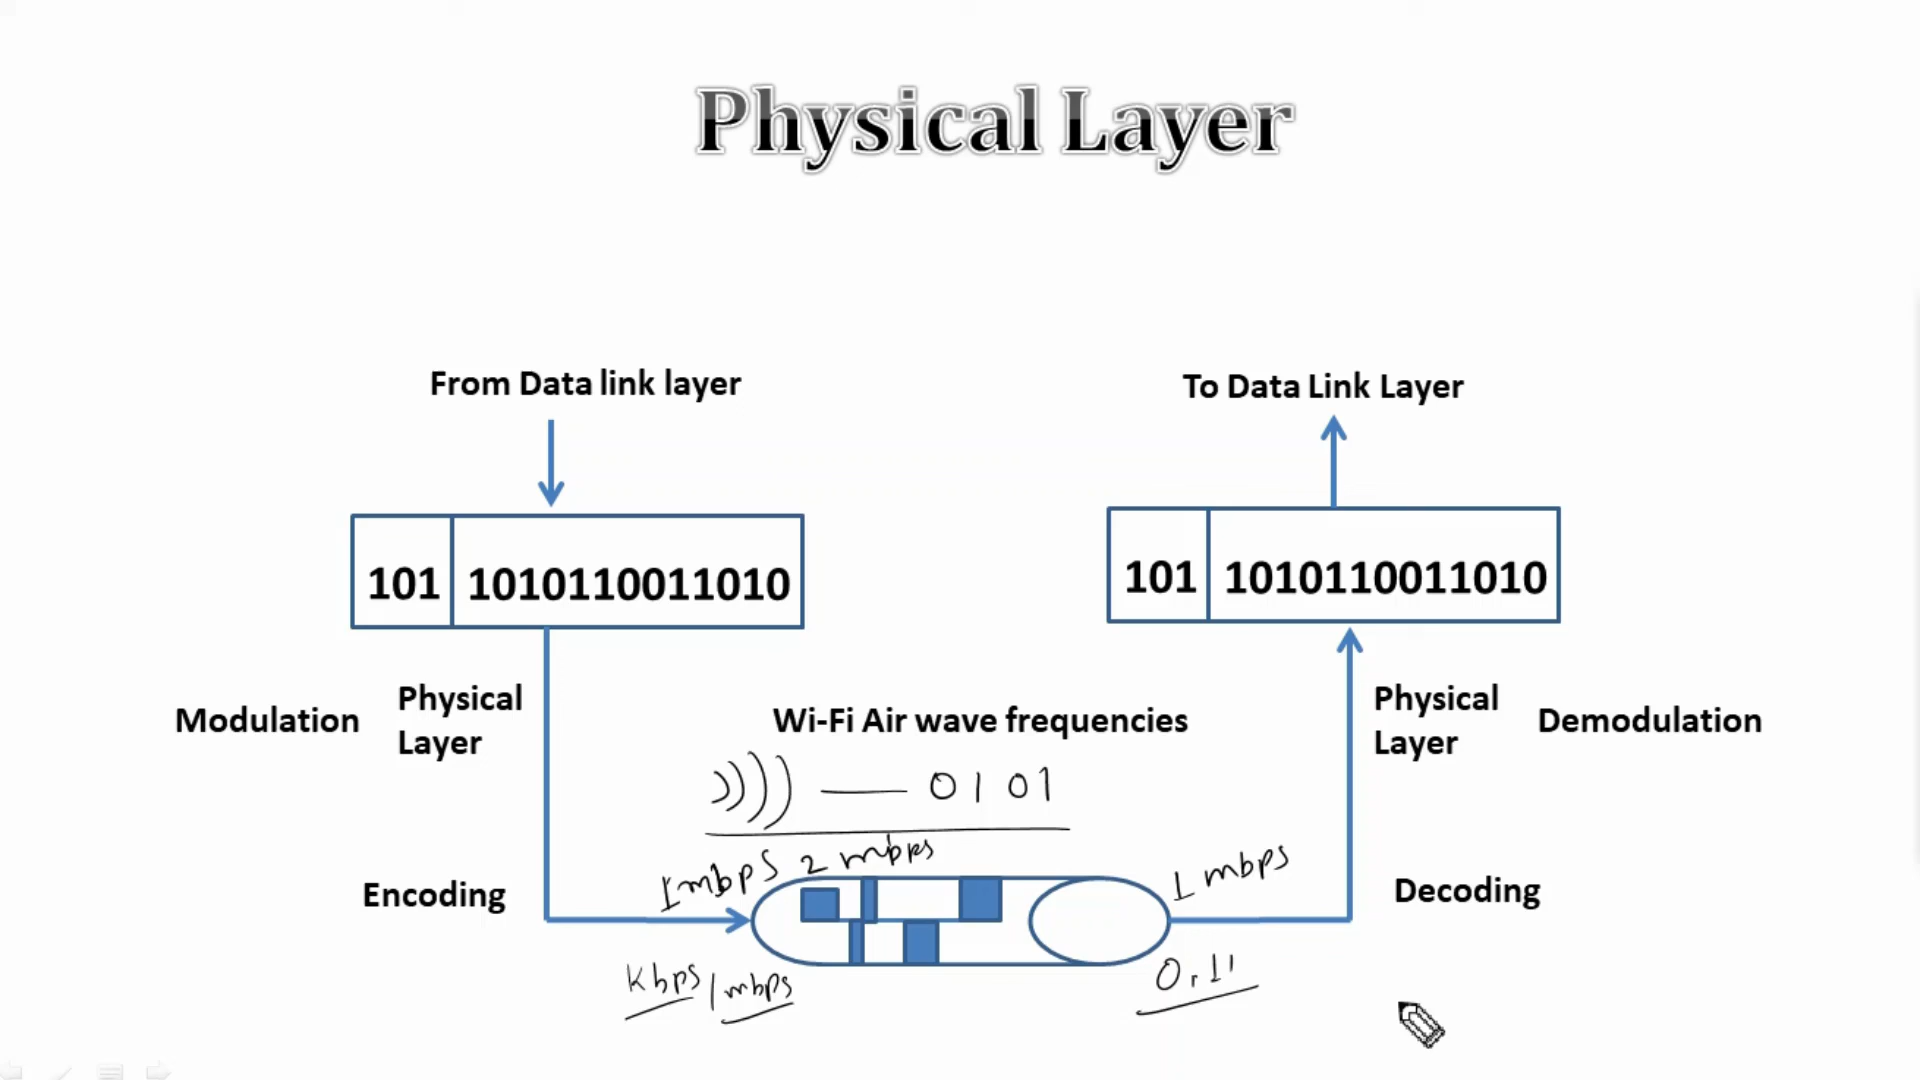 Physical Layer
From Data link layer
To Data Link Layer
101 1010110011010
101 1010110011010
Modulation
Physical
Layer
Wi-Fi Air wave frequencies
Physical
Layer
Demodulation
0 1 0 1
1 mbps 2 mbps
1 mbps
Encoding
Decoding
kbps / mbps